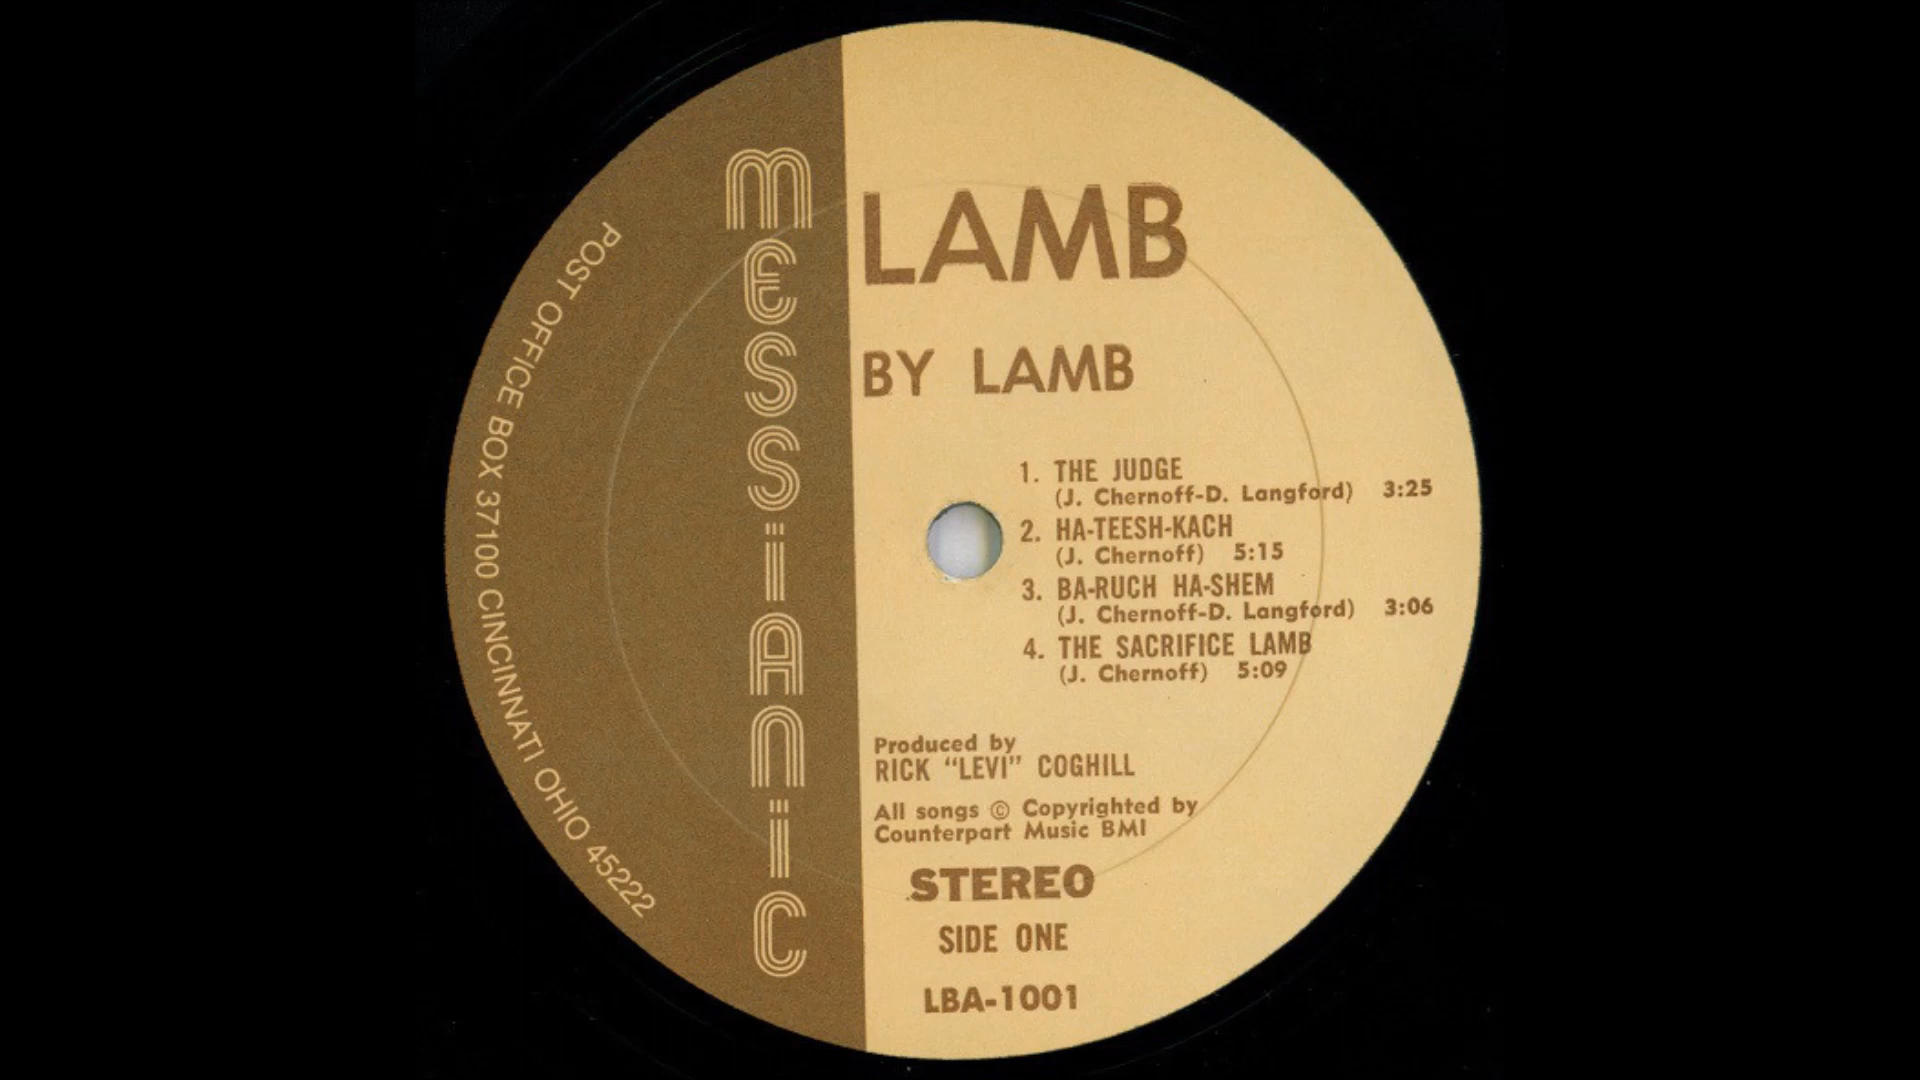 POST OFFICE BOX 37100 CINCINNATI OHIO 45222
MESSiANiC
LAMB
BY LAMB
1. THE JUDGE
(J. Chernoff-D. Langford) 3:25
2. HA-TEESH-KACH
(J. Chernoff) 5:15
3. BA-RUCH HA-SHEM
(J. Chernoff-D. Langford) 3:06
4. THE SACRIFICE LAMB
(J. Chernoff) 5:09
Produced by
RICK “LEVI” COGHILL
All songs © Copyrighted by
Counterpart Music BMI
STEREO
SIDE ONE
LBA-1001